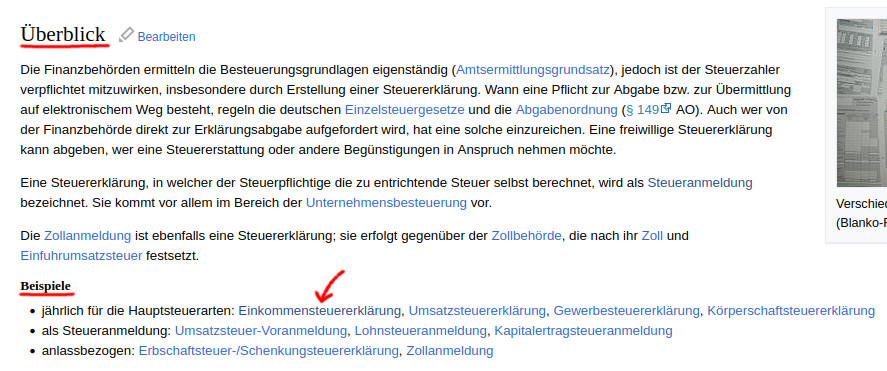 Überblick Bearbeiten
Die Finanzbehörden ermitteln die Besteuerungsgrundlagen eigenständig (Amtsermittlungsgrundsatz), jedoch ist der Steuerzahler
verpflichtet mitzuwirken, insbesondere durch Erstellung einer Steuererklärung. Wann eine Pflicht zur Abgabe bzw. zur Übermittlung
auf elektronischem Weg besteht, regeln die deutschen Einzelsteuergesetze und die Abgabenordnung (§ 149 AO). Auch wer von
der Finanzbehörde direkt zur Erklärungsabgabe aufgefordert wird, hat eine solche einzureichen. Eine freiwillige Steuererklärung
kann abgeben, wer eine Steuererstattung oder andere Begünstigungen in Anspruch nehmen möchte.
Eine Steuererklärung, in welcher der Steuerpflichtige die zu entrichtende Steuer selbst berechnet, wird als Steueranmeldung
bezeichnet. Sie kommt vor allem im Bereich der Unternehmensbesteuerung vor.
Die Zollanmeldung ist ebenfalls eine Steuererklärung; sie erfolgt gegenüber der Zollbehörde, die nach ihr Zoll und
Einfuhrumsatzsteuer festsetzt.
Beispiele
jährlich für die Hauptsteuerarten: Einkommensteuererklärung, Umsatzsteuererklärung, Gewerbesteuererklärung, Körperschaftsteuererklärung
als Steueranmeldung: Umsatzsteuer-Voranmeldung, Lohnsteueranmeldung, Kapitalertragsteueranmeldung
anlassbezogen: Erbschaftsteuer-/Schenkungsteuererklärung, Zollanmeldung
Verschied
(Blanko-F